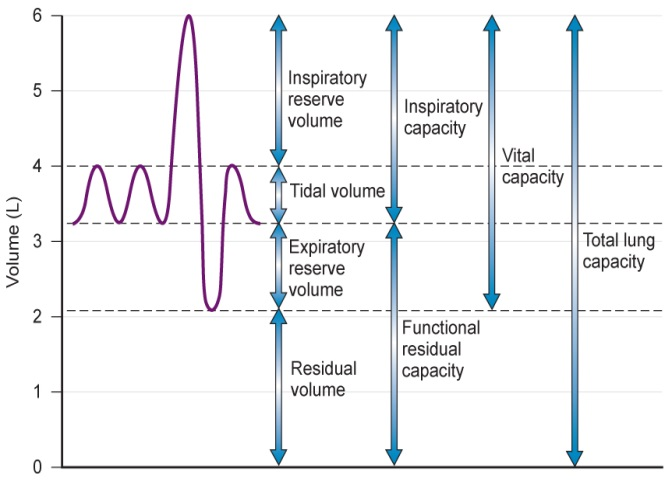 Volume (L)
6
5
4
3
2
1
0
Inspiratory
reserve
volume
Tidal volume
Expiratory
reserve
volume
Residual
volume
Inspiratory
capacity
Functional
residual
capacity
Vital
capacity
Total lung
capacity